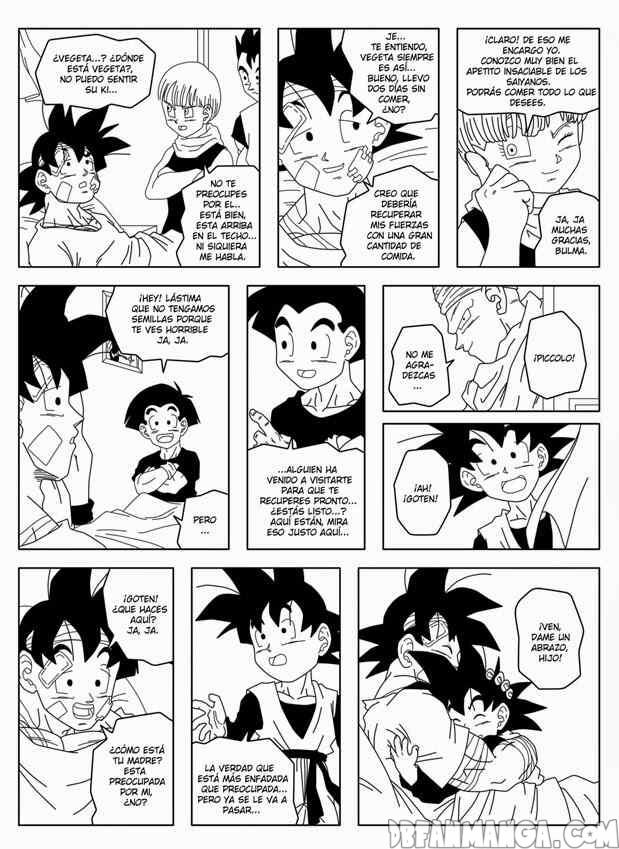 ¿VEGETA...? ¿DÓNDE
ESTÁ VEGETA?,
NO PUEDO SENTIR
SU KI...
NO TE
PREOCUPES
POR EL...
ESTÁ BIEN,
ESTA ARRIBA
EN EL TECHO...
NI SIQUIERA
ME HABLA.
JE...
TE ENTIENDO,
VEGETA SIEMPRE
ES ASÍ...
BUENO, LLEVO
DOS DÍAS SIN
COMER,
¿NO?
CREO QUE
DEBERÍA
RECUPERAR
MIS FUERZAS
CON UNA GRAN
CANTIDAD DE
COMIDA.
¡CLARO! DE ESO ME
ENCARGO YO.
CONOZCO MUY BIEN EL
APETITO INSACIABLE DE LOS
SAIYANOS.
PODRÁS COMER TODO LO QUE
DESEES.
JA, JA
MUCHAS
GRACIAS,
BULMA.
¡HEY! LÁSTIMA
QUE NO TENGAMOS
SEMILLAS PORQUE
TE VES HORRIBLE
JA, JA.
PERO
...
...ALGUIEN HA
VENIDO A VISITARTE
PARA QUE TE
RECUPERES PRONTO...
¿ESTÁS LISTO...?
AQUÍ ESTÁN, MIRA
ESO JUSTO AQUÍ...
¡PICCOLO!
NO ME
AGRA-
DEZCAS
...
¡AH!
¡GOTEN!
¡GOTEN!
¿QUE HACES
AQUÍ?
JA, JA.
¿CÓMO ESTÁ
TU MADRE?
ESTA
PREOCUPADA
POR MI,
¿NO?
LA VERDAD QUE
ESTÁ MÁS ENFADADA
QUE PREOCUPADA...
PERO YA SE LE VA A
PASAR...
¡VEN,
DAME UN
ABRAZO,
HIJO!
DBFANMANGA.COM